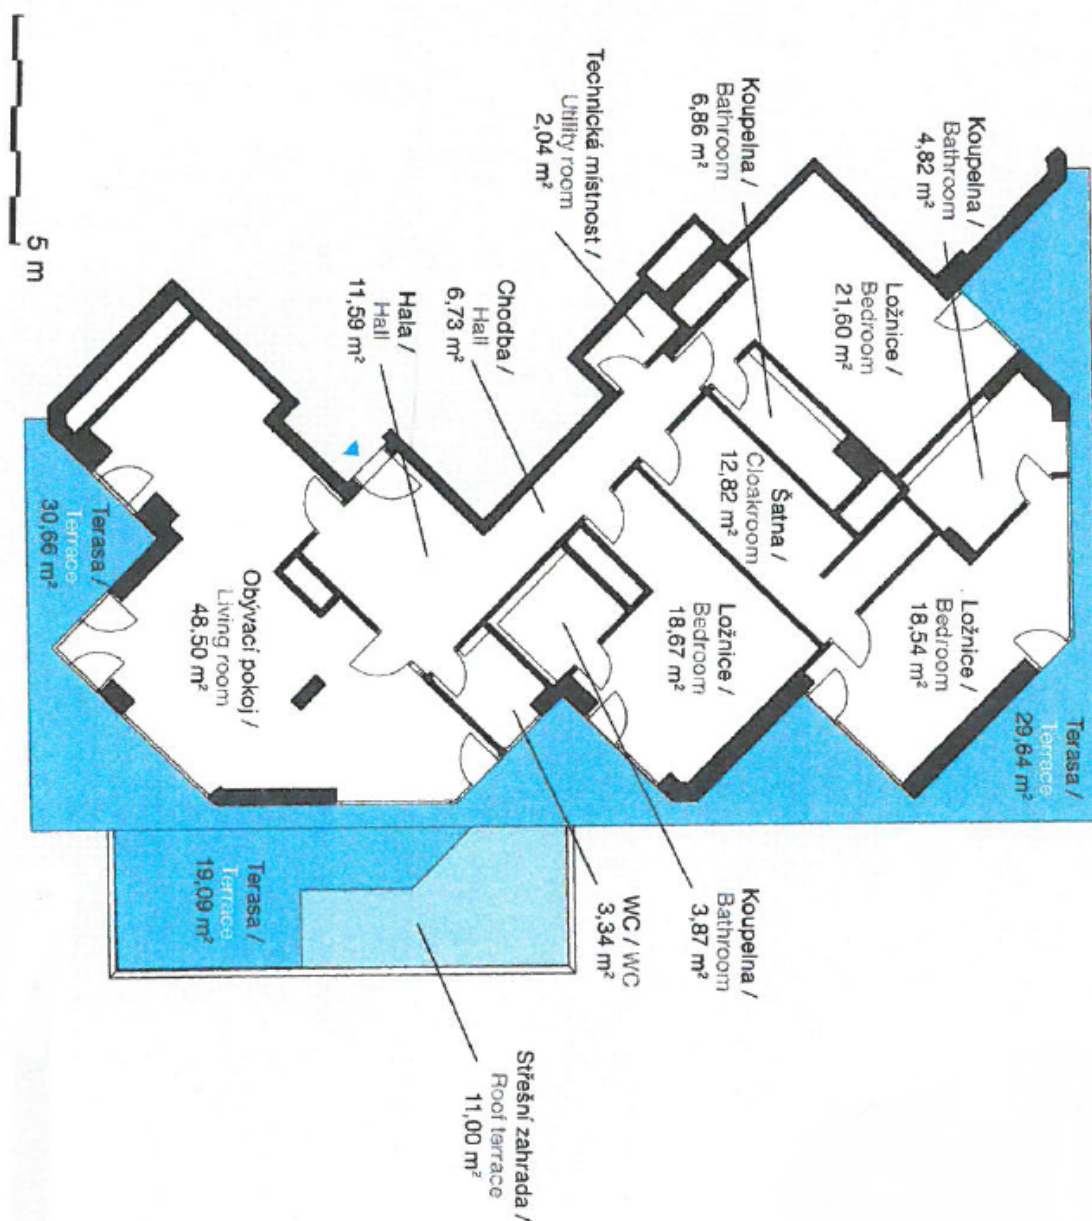 Koupelna /
Bathroom
4,82 m²
Koupelna /
Bathroom
6,86 m²
Technická místnost /
Utility room
2,04 m²
Ložnice /
Bedroom
21,60 m²
Chodba /
Hall
6,73 m²
Hala /
Hall
11,59 m²
5 m
Šatna /
Cloakroom
12,82 m²
Ložnice /
Bedroom
18,54 m²
Ložnice /
Bedroom
18,67 m²
Terasa /
Terrace
29,64 m²
Terasa /
Terrace
30,66 m²
Obývací pokoj /
Living room
48,50 m²
Koupelna /
Bathroom
3,87 m²
WC / WC
3,34 m²
Terasa /
Terrace
19,09 m²
Střešní zahrada /
Roof terrace
11,00 m²